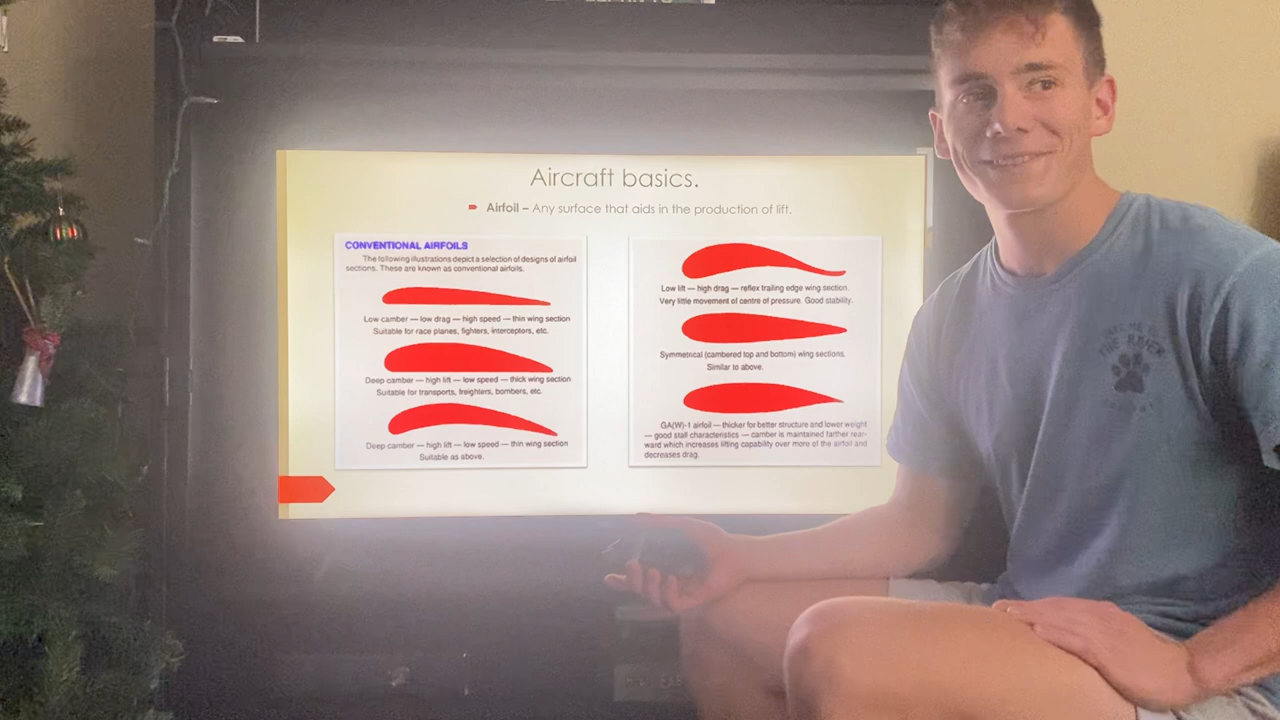 Aircraft basics.
Airfoil – Any surface that aids in the production of lift.
CONVENTIONAL AIRFOILS
The following illustrations depict a selection of designs of airfoil
sections. These are known as conventional airfoils.
Low camber — low drag — high speed — thin wing section
Suitable for race planes, fighters, interceptors, etc.
Deep camber — high lift — low speed — thick wing section
Suitable for transports, freighters, bombers, etc.
Deep camber — high lift — low speed — thin wing section
Suitable as above.
Low lift — high drag — reflex trailing edge wing section.
Very little movement of centre of pressure. Good stability.
Symmetrical (cambered top and bottom) wing sections.
Similar to above.
GA(W)-1 airfoil — thicker for better structure and lower weight
— good stall characteristics — camber is maintained farther rear-
ward which increases lifting capability over more of the airfoil and
decreases drag.
THE RIVER